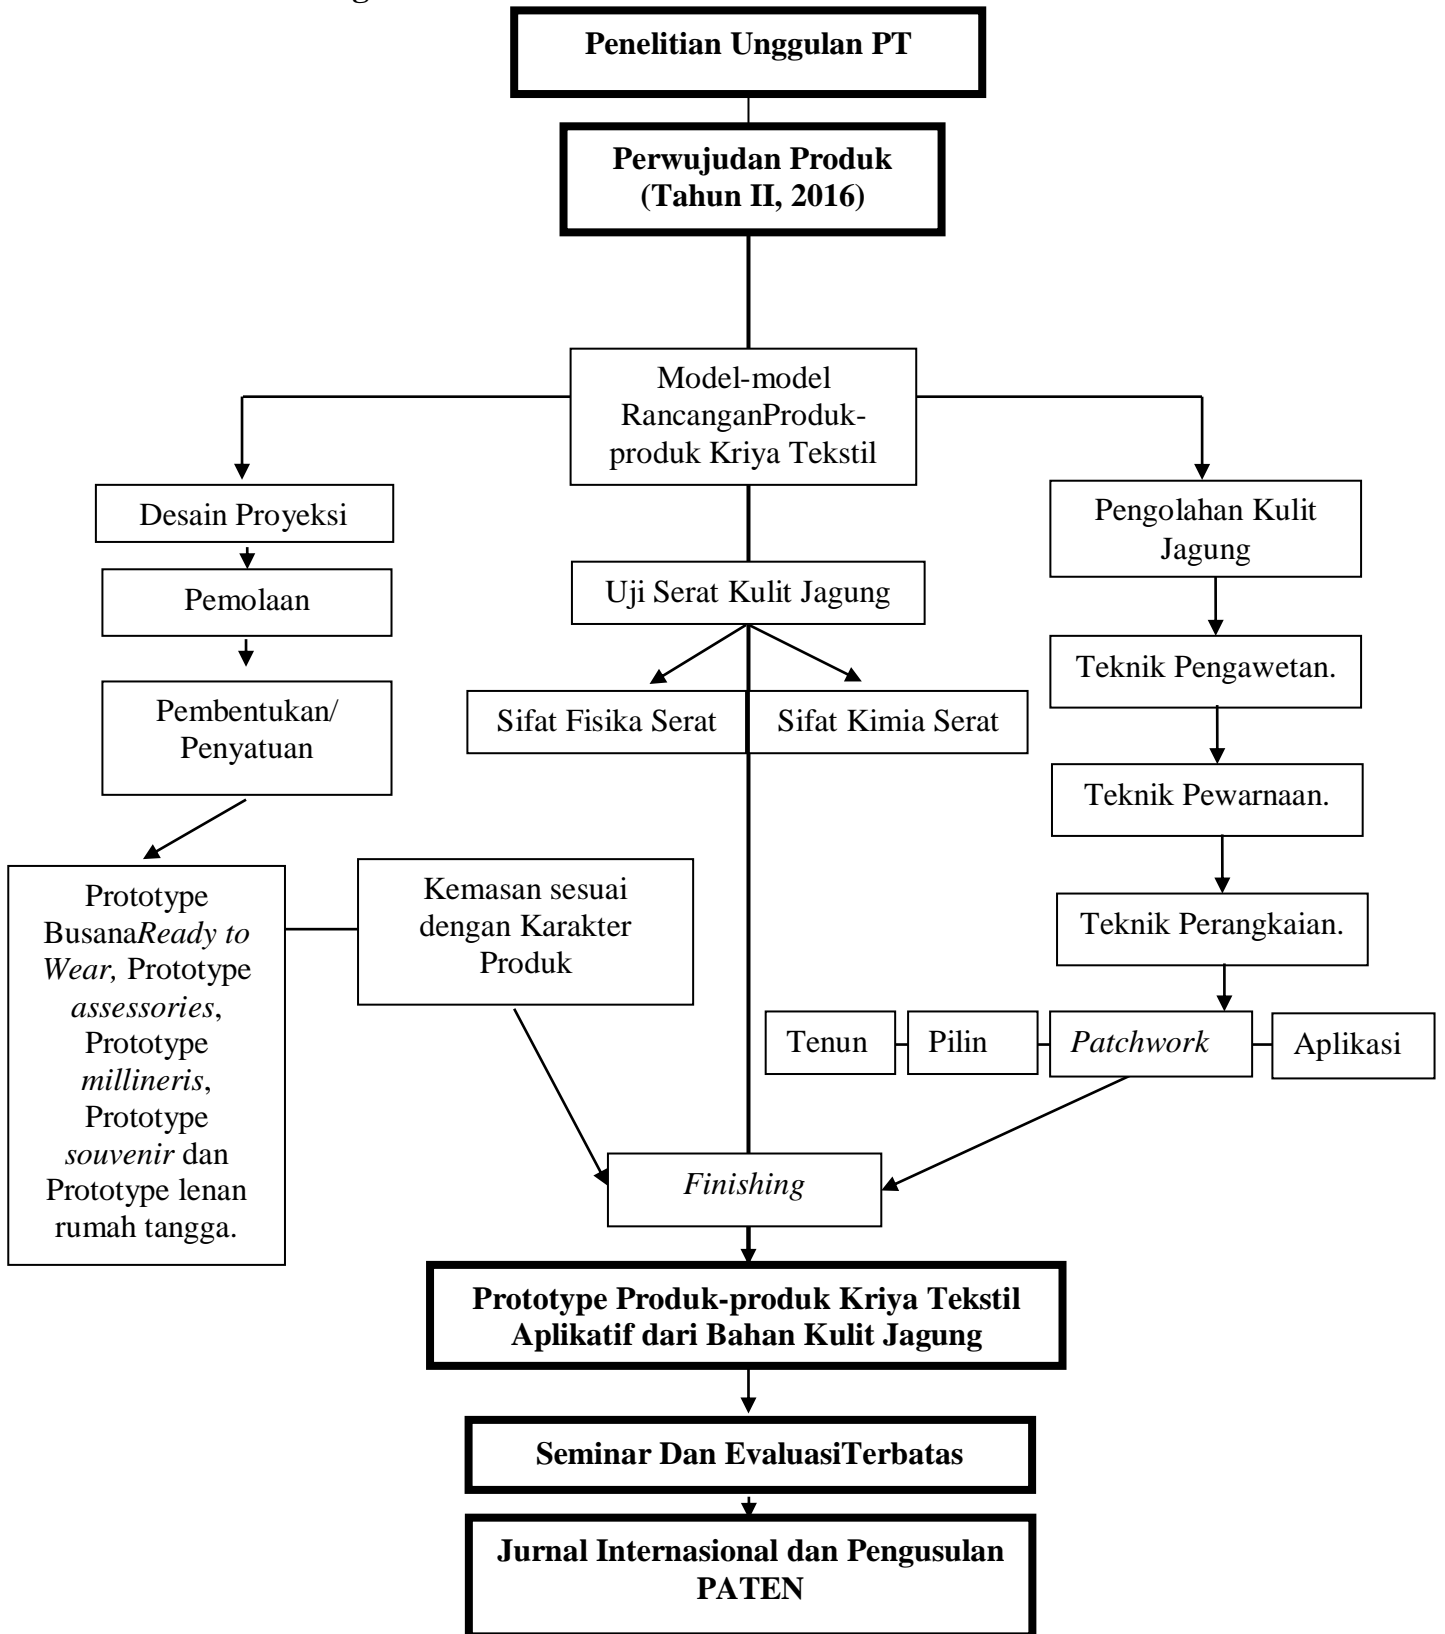 Penelitian Unggulan PT
Perwujudan Produk
(Tahun II, 2016)
Model-model
RancanganProduk-
produk Kriya Tekstil
Desain Proyeksi
Pemolaan
Pembentukan/
Penyatuan
Uji Serat Kulit Jagung
Sifat Fisika Serat
Sifat Kimia Serat
Pengolahan Kulit
Jagung
Teknik Pengawetan.
Teknik Pewarnaan.
Teknik Perangkaian.
Prototype
BusanaReady to
Wear, Prototype
assessories,
Prototype
millineris,
Prototype
souvenir dan
Prototype lenan
rumah tangga.
Kemasan sesuai
dengan Karakter
Produk
Tenun
Pilin
Patchwork
Aplikasi
Finishing
Prototype Produk-produk Kriya Tekstil
Aplikatif dari Bahan Kulit Jagung
Seminar Dan EvaluasiTerbatas
Jurnal Internasional dan Pengusulan
PATEN